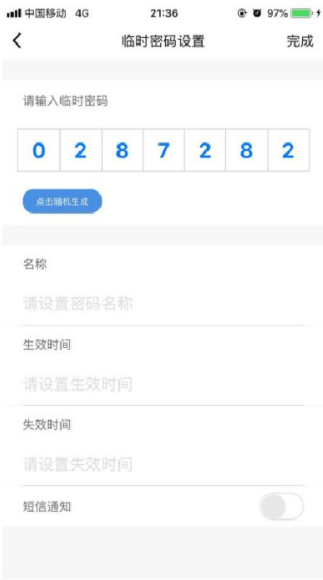 中国移动 4G 21:36 97%
临时密码设置 完成
请输入临时密码
0 2 8 7 2 8 2
点击随机生成
名称
请设置密码名称
生效时间
请设置生效时间
失效时间
请设置失效时间
短信通知